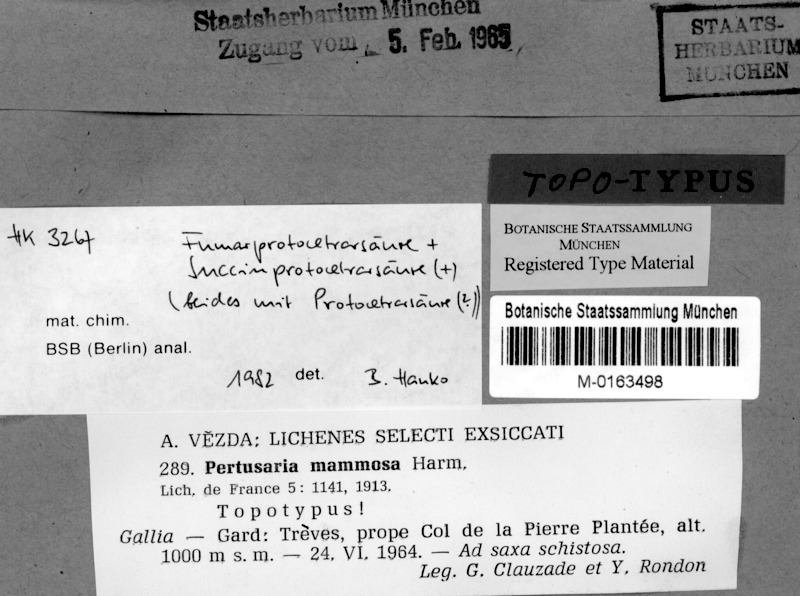 Staatsherbarium München
Zugang vom 5. Feb. 1965
STAATS-
HERBARIUM
MÜNCHEN
TOPO-TYPUS
BOTANISCHE STAATSSAMMLUNG
MÜNCHEN
Registered Type Material
HK 3267
Fumarprotocetrarsäure +
Succinprotocetrarsäure (+)
(beides mit Protocetrarsäure (?))
mat. chim.
BSB (Berlin) anal.
1982 det. B. Hanko
Botanische Staatssammlung München
M-0163498
A. VĚZDA: LICHENES SELECTI EXSICCATI
289. Pertusaria mammosa Harm.
Lich. de France 5: 1141, 1913.
Topotypus!
Gallia — Gard: Trèves, prope Col de la Pierre Plantée, alt.
1000 m s. m. — 24. VI. 1964. — Ad saxa schistosa.
Leg. G. Clauzade et Y. Rondon